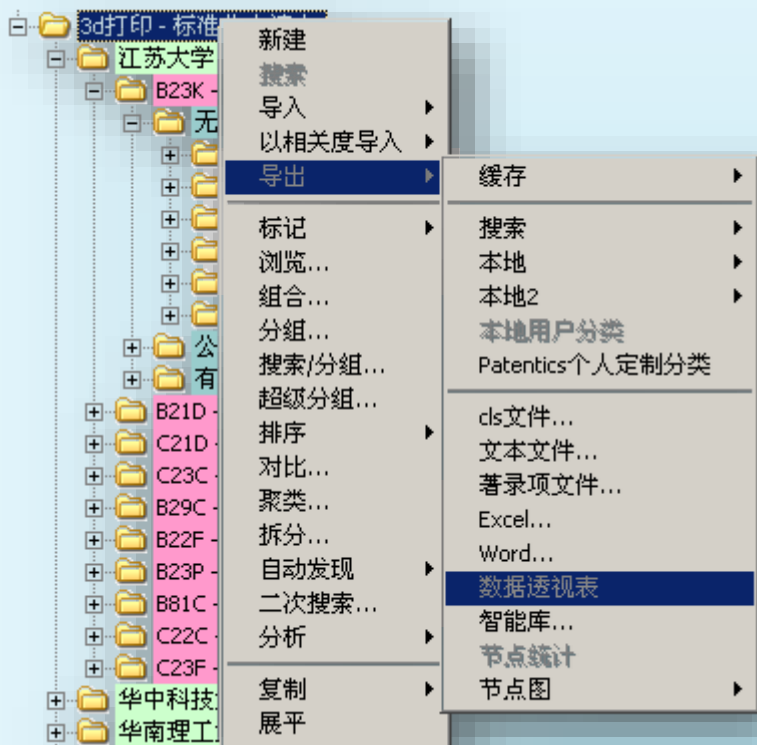 3d打印 - 标准
江苏大学
B23K -
无
公
有
B21D -
C21D -
C23C -
B29C -
B22F -
B23P -
B81C -
C22C -
C23F -
华中科技
华南理工
新建
搜索
导入
以相关度导入
导出
标记
浏览...
组合...
分组...
搜索/分组...
超级分组...
排序
对比...
聚类...
拆分...
自动发现
二次搜索...
分析
复制
展平
缓存
搜索
本地
本地2
本地用户分类
Patentics个人定制分类
cls文件...
文本文件...
著录项文件...
Excel...
Word...
数据透视表
智能库...
节点统计
节点图